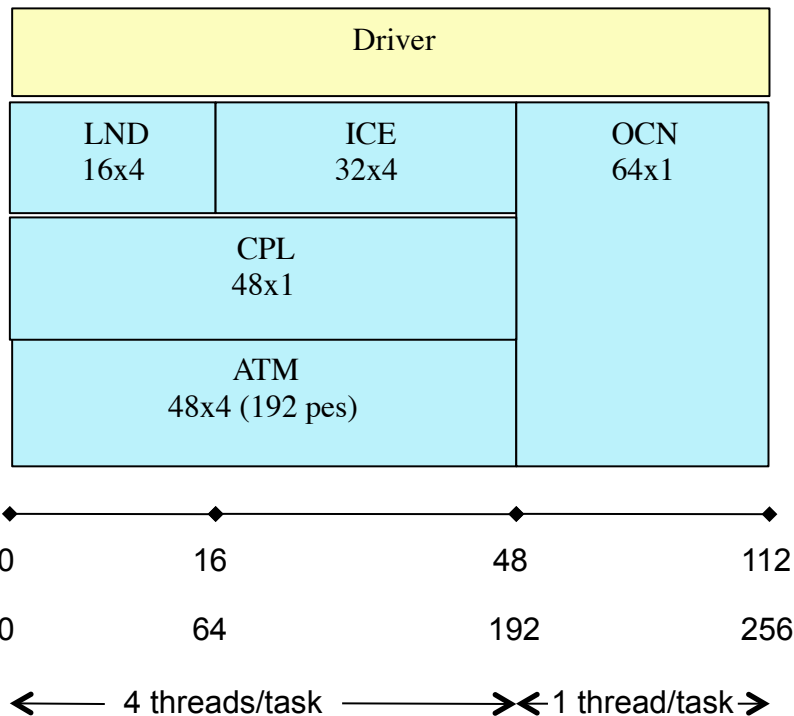 Driver
LND
16x4
ICE
32x4
OCN
64x1
CPL
48x1
ATM
48x4 (192 pes)
0 16 48 112
0 64 192 256
4 threads/task 1 thread/task